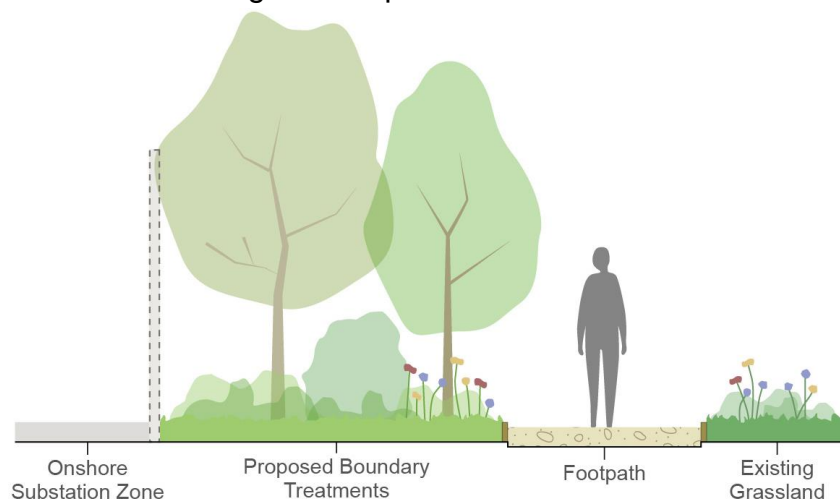 Onshore
Substation Zone
Proposed Boundary
Treatments
Footpath
Existing
Grassland